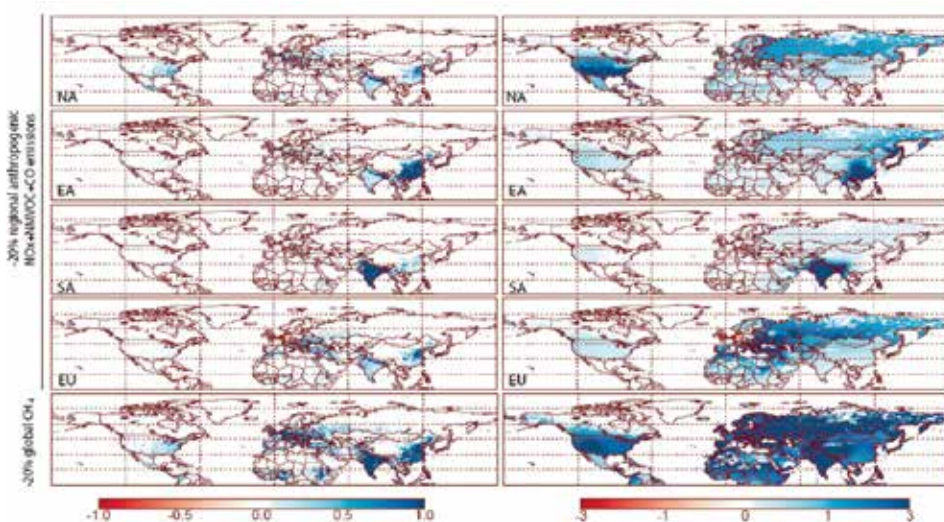 -20% regional anthropogenic
NOx+NMVOC+CO emissions
-20% global CH₄
NA
NA
EA
EA
SA
SA
EU
EU
-1.0 -0.5 0.0 0.5 1.0
-3 -1 0 1 3